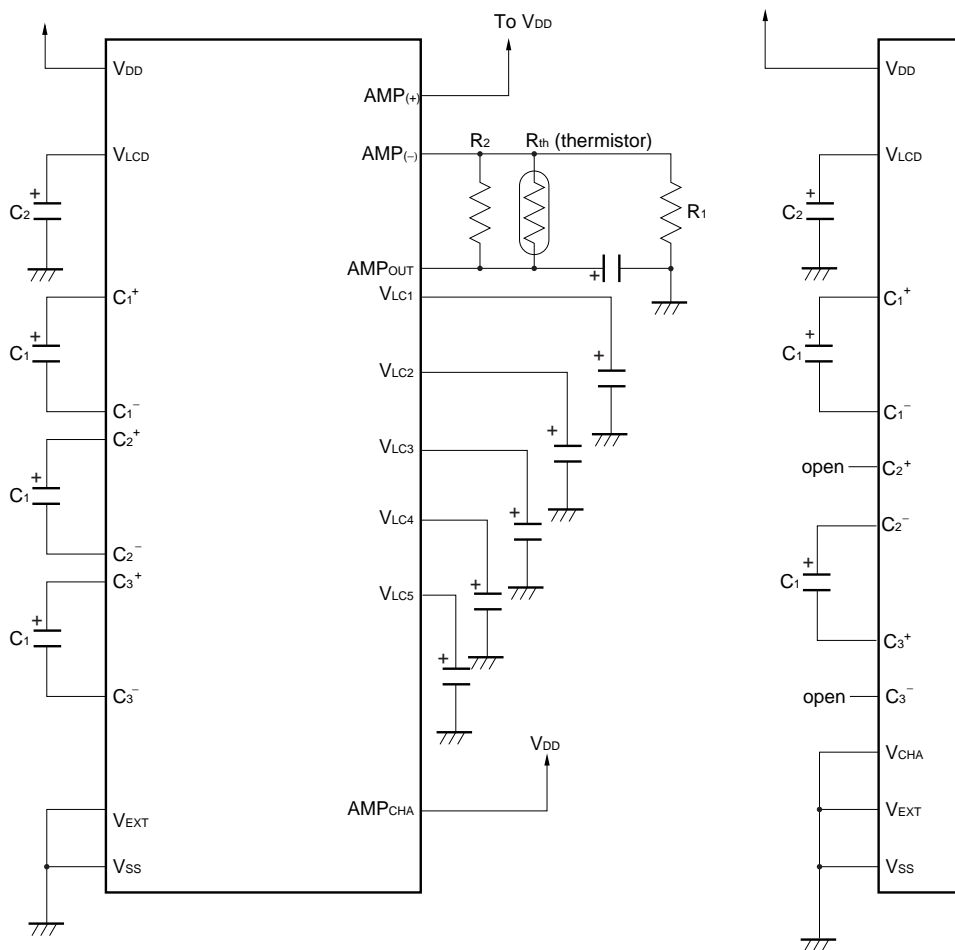 To VDD
VDD
AMP(+)
VLCD
AMP(−)
R2
Rth (thermistor)
+
C2
R1
AMPOUT
+
C1+
VLC1
+
C1
+
C1−
VLC2
C2+
+
+
C1
VLC3
C2−
+
C3+
VLC4
+
C1
+
VLC5
C3−
+
VDD
AMPCHA
VEXT
VSS
VDD
VLCD
+
C2
C1+
+
C1
C1−
open
C2+
C2−
+
C1
C3+
open
C3−
VCHA
VEXT
VSS